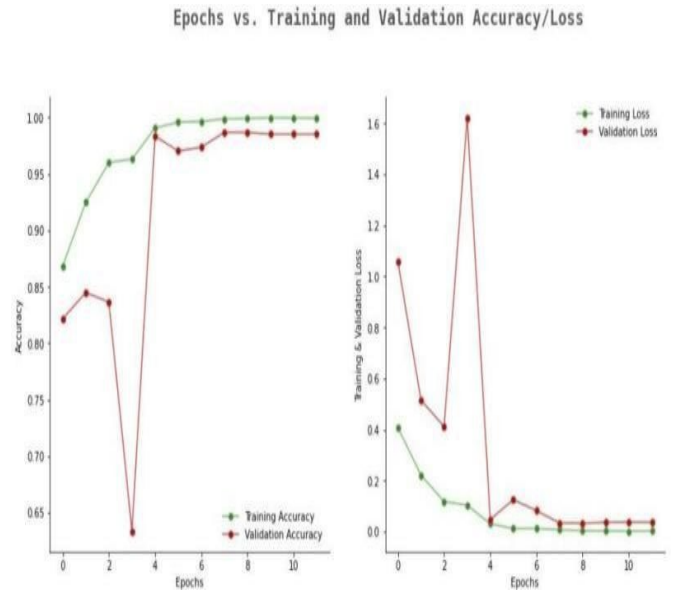 Epochs vs. Training and Validation Accuracy/Loss
1.00
0.95
0.90
0.85
0.80
0.75
0.70
0.65
Accuracy
0 2 4 6 8 10
Epochs
Training Accuracy
Validation Accuracy
1.6
1.4
1.2
1.0
0.8
0.6
0.4
0.2
0.0
Training & Validation Loss
0 2 4 6 8 10
Epochs
Training Loss
Validation Loss